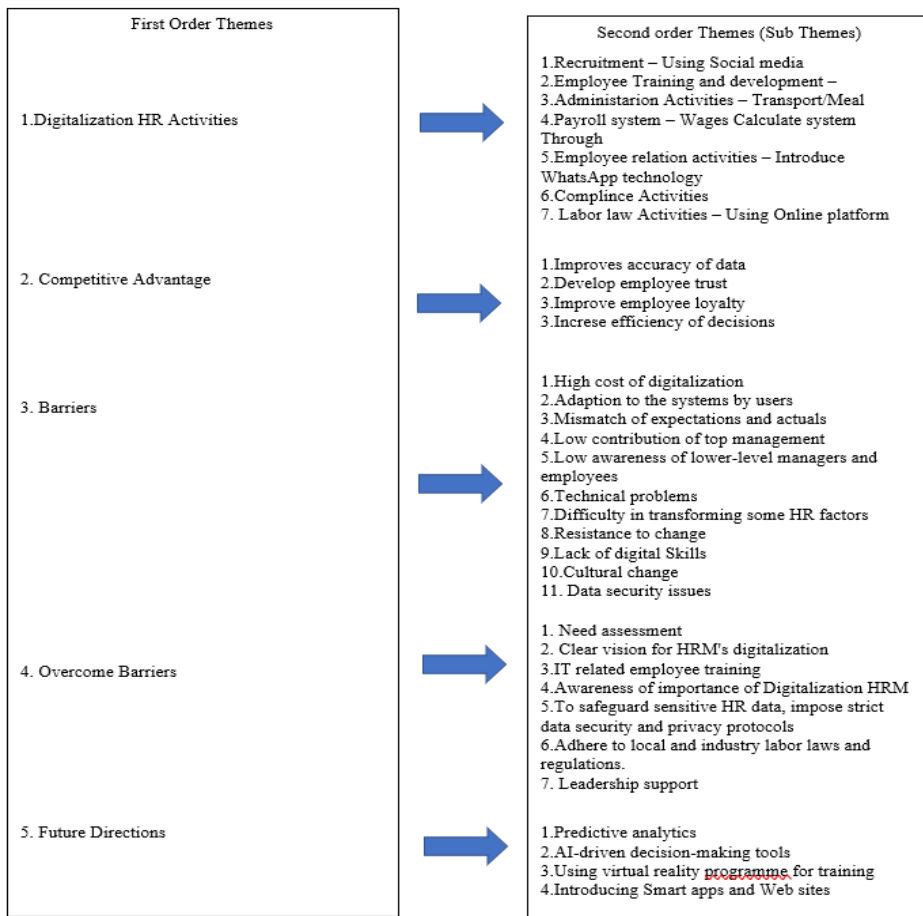 First Order Themes
1.Digitalization HR Activities
2. Competitive Advantage
3. Barriers
4. Overcome Barriers
5. Future Directions
Second order Themes (Sub Themes)
1.Recruitment – Using Social media
2.Employee Training and development –
3.Administarion Activities – Transport/Meal
4.Payroll system – Wages Calculate system
Through
5.Employee relation activities – Introduce
WhatsApp technology
6.Complince Activities
7. Labor law Activities – Using Online platform
1.Improves accuracy of data
2.Develop employee trust
3.Improve employee loyalty
3.Increse efficiency of decisions
1.High cost of digitalization
2.Adaption to the systems by users
3.Mismatch of expectations and actuals
4.Low contribution of top management
5.Low awareness of lower-level managers and
employees
6.Technical problems
7.Difficulty in transforming some HR factors
8.Resistance to change
9.Lack of digital Skills
10.Cultural change
11. Data security issues
1. Need assessment
2. Clear vision for HRM's digitalization
3.IT related employee training
4.Awareness of importance of Digitalization HRM
5.To safeguard sensitive HR data, impose strict
data security and privacy protocols
6.Adhere to local and industry labor laws and
regulations.
7. Leadership support
1.Predictive analytics
2.AI-driven decision-making tools
3.Using virtual reality programme for training
4.Introducing Smart apps and Web sites